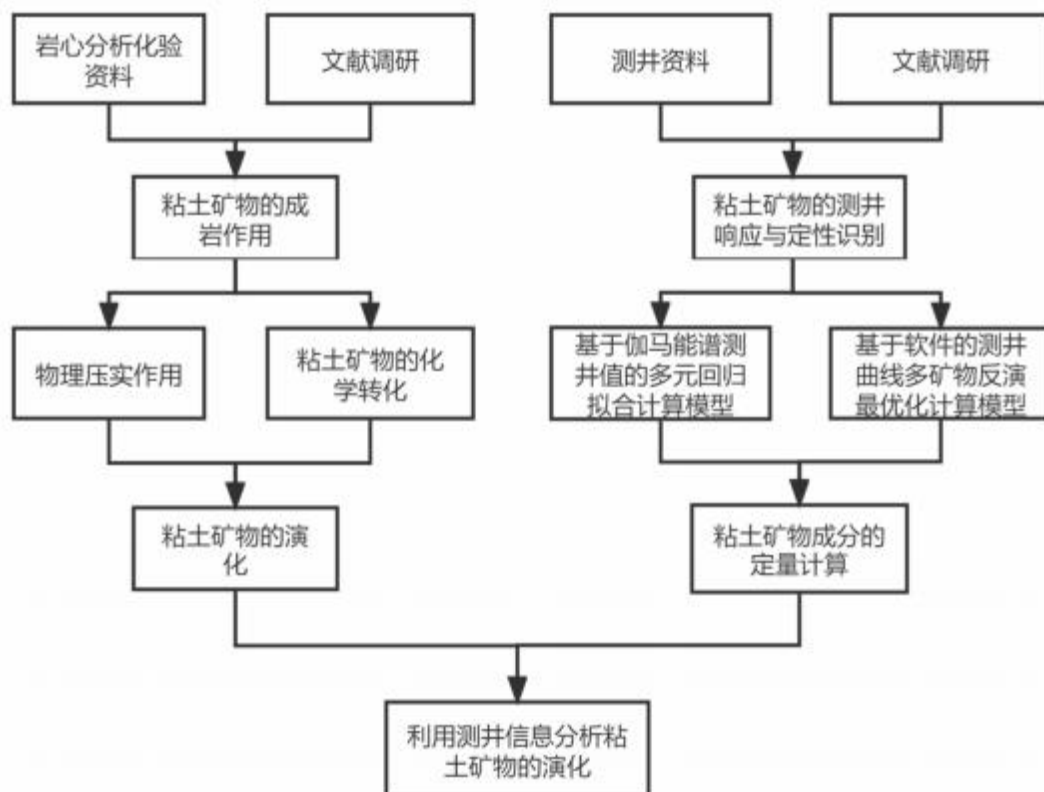 岩心分析化验
资料
文献调研
测井资料
文献调研
粘土矿物的成
岩作用
粘土矿物的测井
响应与定性识别
物理压实作用
粘土矿物的化
学转化
基于伽马能谱测
井值的多元回归
拟合计算模型
基于软件的测井
曲线多矿物反演
最优化计算模型
粘土矿物的演
化
粘土矿物成分的
定量计算
利用测井信息分析粘
土矿物的演化